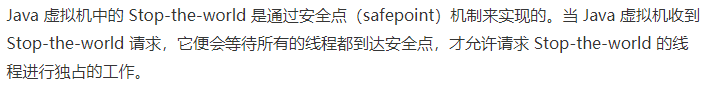 Java 虚拟机中的 Stop-the-world 是通过安全点（safepoint）机制来实现的。当 Java 虚拟机收到
Stop-the-world 请求，它便会等待所有的线程都到达安全点，才允许请求 Stop-the-world 的线
程进行独占的工作。